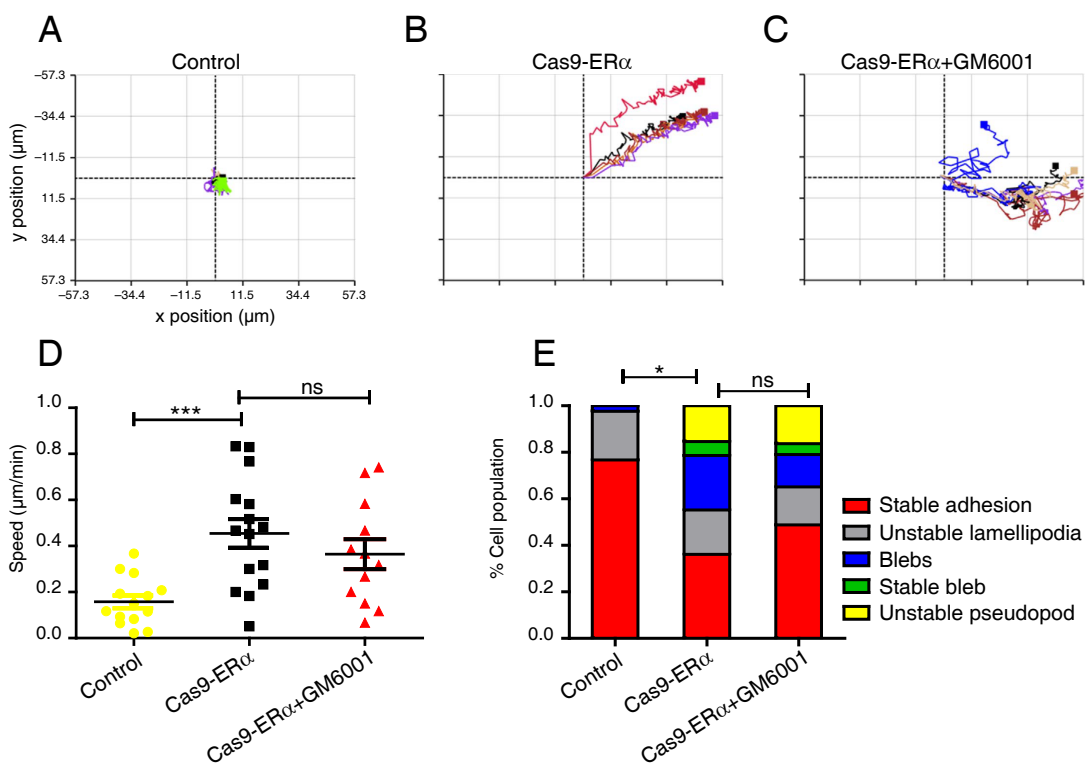 A
B
C
Control
Cas9-ERα
Cas9-ERα+GM6001
−57.3
−34.4
−11.5
11.5
34.4
57.3
y position (µm)
−57.3 −34.4 −11.5 11.5 34.4 57.3
x position (µm)
D
E
*** ns
* ns
1.0
0.8
0.6
0.4
0.2
0.0
Speed (µm/min)
Control
Cas9-ERα
Cas9-ERα+GM6001
1.0
0.8
0.6
0.4
0.2
0.0
% Cell population
Control
Cas9-ERα
Cas9-ERα+GM6001
Stable adhesion
Unstable lamellipodia
Blebs
Stable bleb
Unstable pseudopod